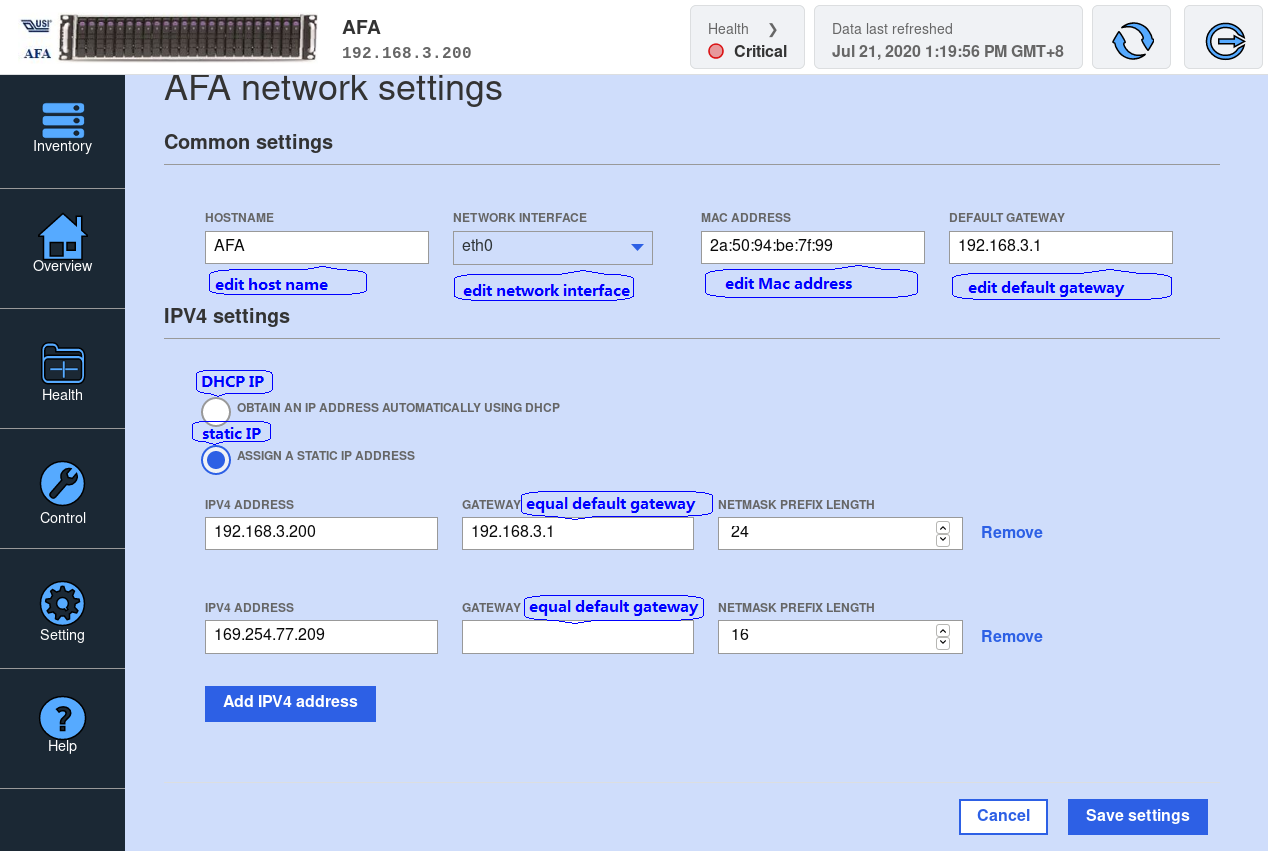 USI
AFA
AFA
192.168.3.200
Health ❯
Critical
Data last refreshed
Jul 21, 2020 1:19:56 PM GMT+8
Inventory
Overview
Health
Control
Setting
?
Help
AFA network settings
Common settings
HOSTNAME NETWORK INTERFACE MAC ADDRESS DEFAULT GATEWAY
AFA eth0 2a:50:94:be:7f:99 192.168.3.1
edit host name edit network interface edit Mac address edit default gateway
IPV4 settings
DHCP IP
OBTAIN AN IP ADDRESS AUTOMATICALLY USING DHCP
static IP
ASSIGN A STATIC IP ADDRESS
IPV4 ADDRESS GATEWAY equal default gateway NETMASK PREFIX LENGTH
192.168.3.200 192.168.3.1 24 Remove
IPV4 ADDRESS GATEWAY equal default gateway NETMASK PREFIX LENGTH
169.254.77.209 16 Remove
Add IPV4 address
Cancel Save settings